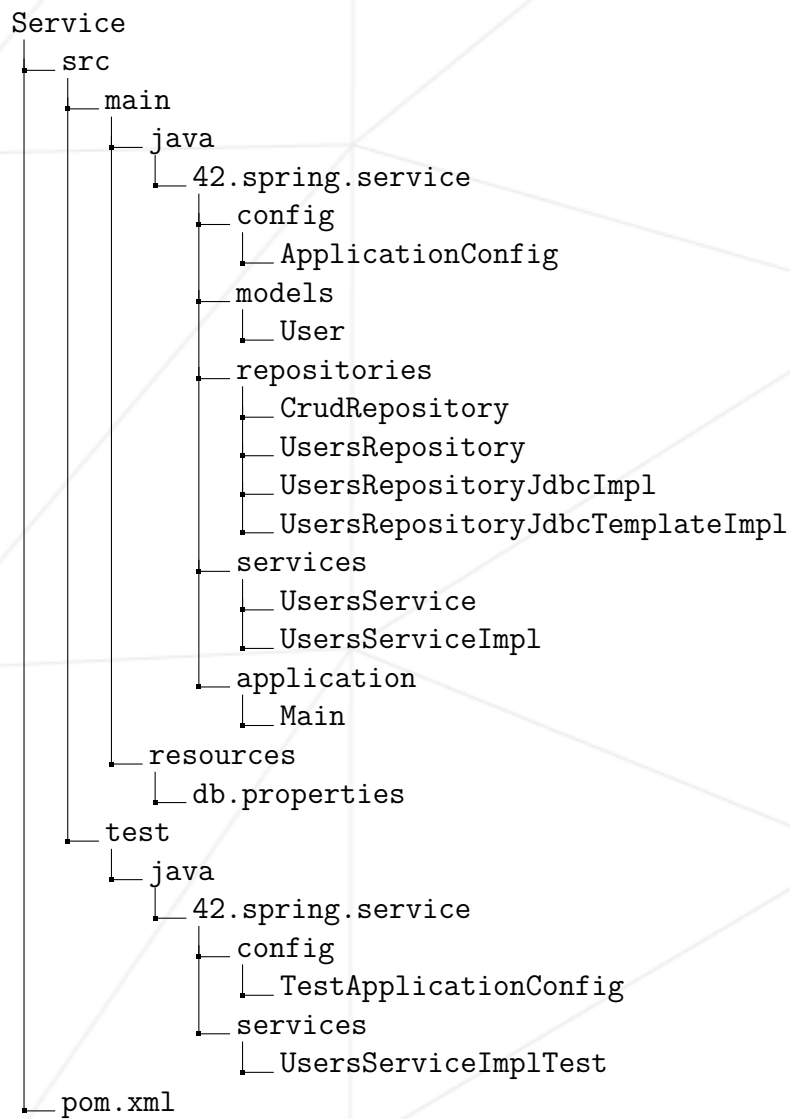 Service
src
main
java
42.spring.service
config
ApplicationConfig
models
User
repositories
CrudRepository
UsersRepository
UsersRepositoryJdbcImpl
UsersRepositoryJdbcTemplateImpl
services
UsersService
UsersServiceImpl
application
Main
resources
db.properties
test
java
42.spring.service
config
TestApplicationConfig
services
UsersServiceImplTest
pom.xml